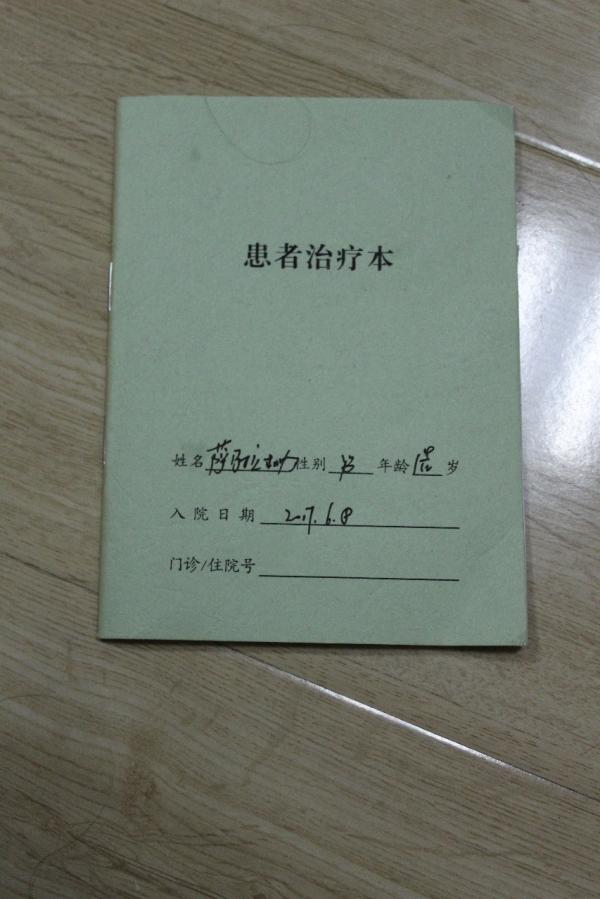 患者治疗本
姓名 性别 男 年龄 岁
入院日期 2017.6.8
门诊/住院号